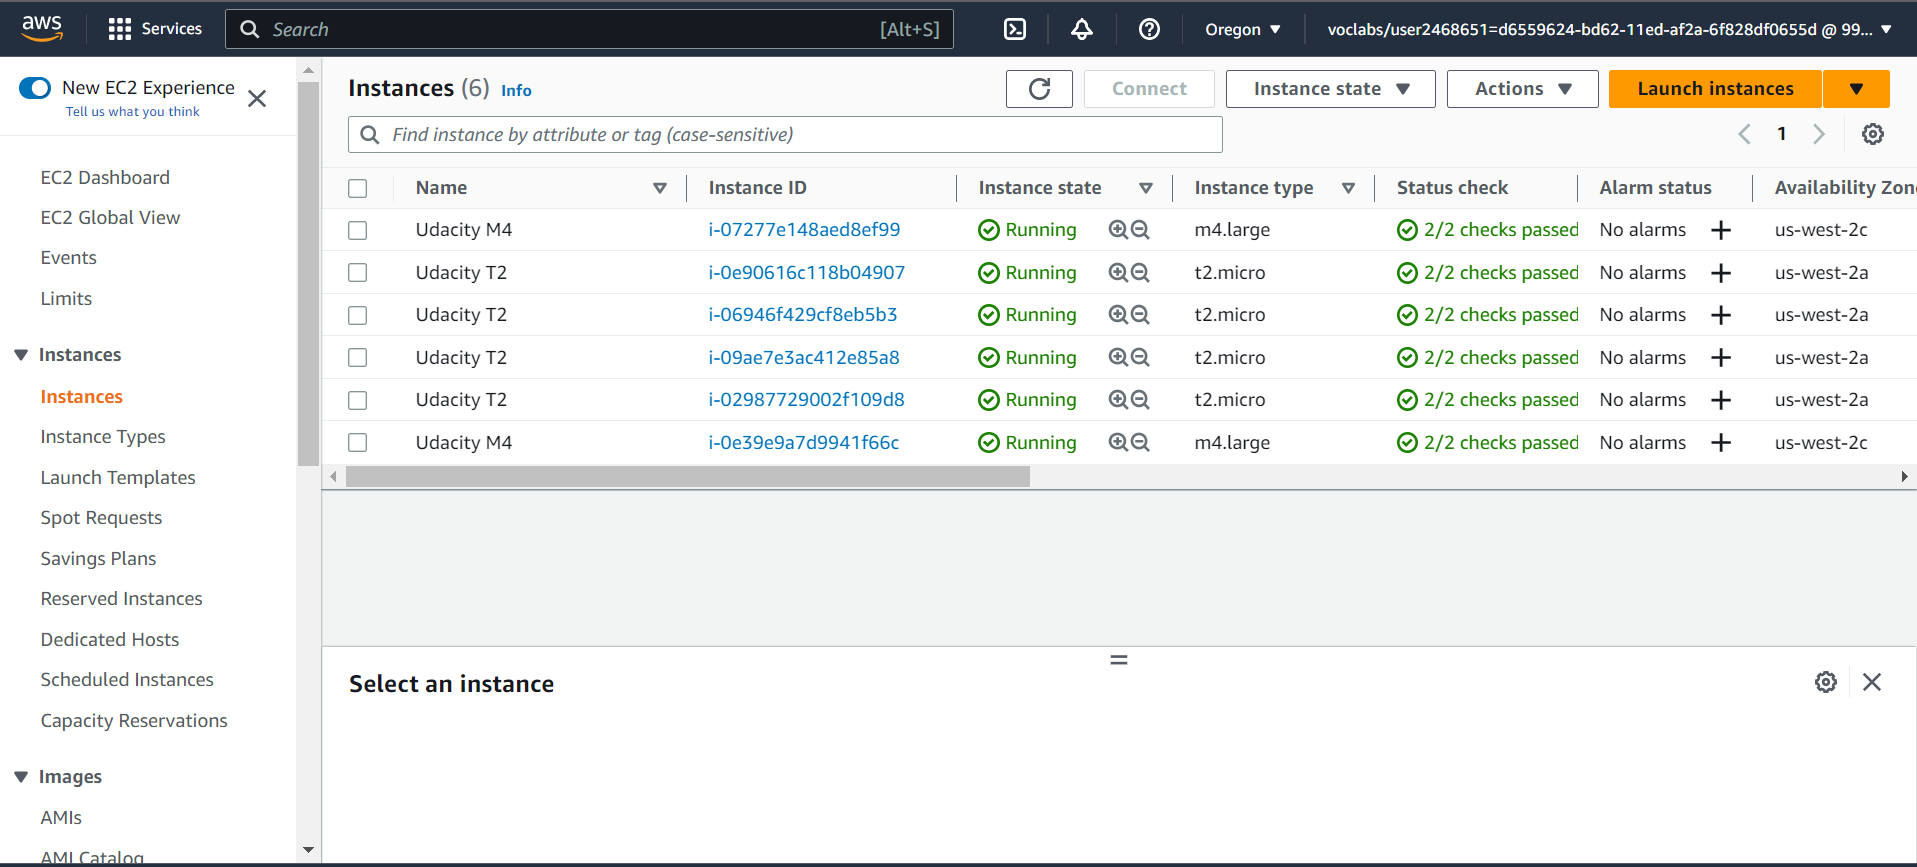 aws Services Search [Alt+S] Oregon voclabs/user2468651=d6559624-bd62-11ed-af2a-6f828df0655d @ 99...
New EC2 Experience
Tell us what you think
EC2 Dashboard
EC2 Global View
Events
Limits
Instances
Instances
Instance Types
Launch Templates
Spot Requests
Savings Plans
Reserved Instances
Dedicated Hosts
Scheduled Instances
Capacity Reservations
Images
AMIs
AMI Catalog
Instances (6) Info Connect Instance state Actions Launch instances
Find instance by attribute or tag (case-sensitive) 1
Name Instance ID Instance state Instance type Status check Alarm status Availability Zon
Udacity M4 i-07277e148aed8ef99 Running m4.large 2/2 checks passed No alarms us-west-2c
Udacity T2 i-0e90616c118b04907 Running t2.micro 2/2 checks passed No alarms us-west-2a
Udacity T2 i-06946f429cf8eb5b3 Running t2.micro 2/2 checks passed No alarms us-west-2a
Udacity T2 i-09ae7e3ac412e85a8 Running t2.micro 2/2 checks passed No alarms us-west-2a
Udacity T2 i-02987729002f109d8 Running t2.micro 2/2 checks passed No alarms us-west-2a
Udacity M4 i-0e39e9a7d9941f66c Running m4.large 2/2 checks passed No alarms us-west-2c
Select an instance